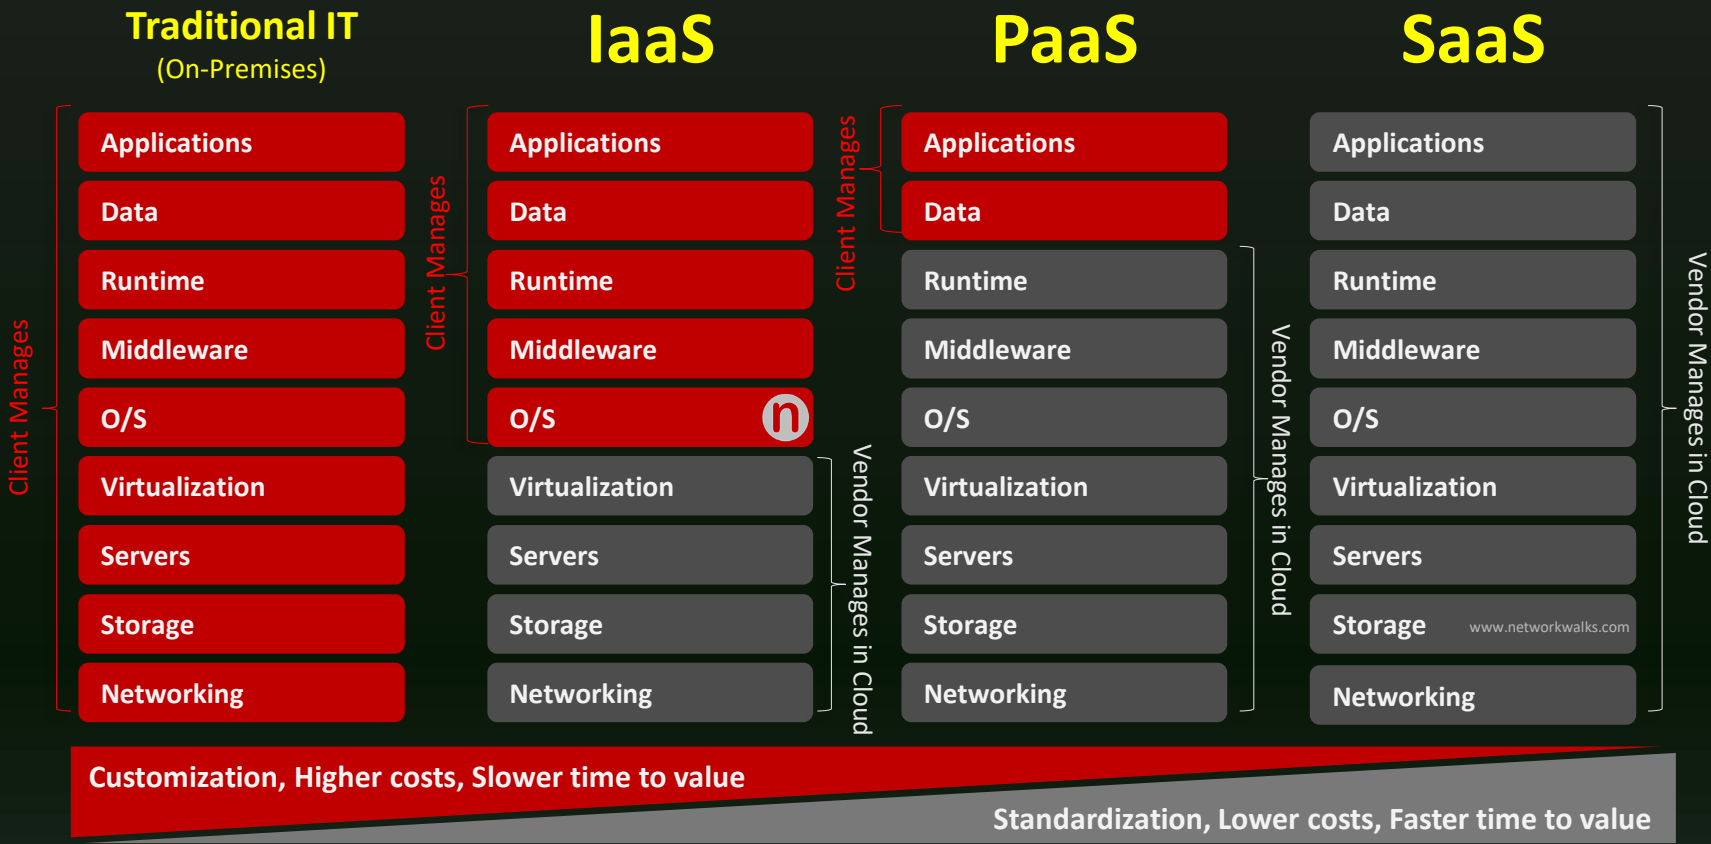 Traditional IT
(On-Premises)
Client Manages
Applications
Data
Runtime
Middleware
O/S
Virtualization
Servers
Storage
Networking
IaaS
Client Manages
Applications
Data
Runtime
Middleware
O/S
n
Virtualization
Servers
Storage
Networking
Vendor Manages in Cloud
PaaS
Client Manages
Applications
Data
Runtime
Middleware
O/S
Virtualization
Servers
Storage
Networking
Vendor Manages in Cloud
SaaS
Applications
Data
Runtime
Middleware
O/S
Virtualization
Servers
Storage
www.networkwalks.com
Networking
Vendor Manages in Cloud
Customization, Higher costs, Slower time to value
Standardization, Lower costs, Faster time to value